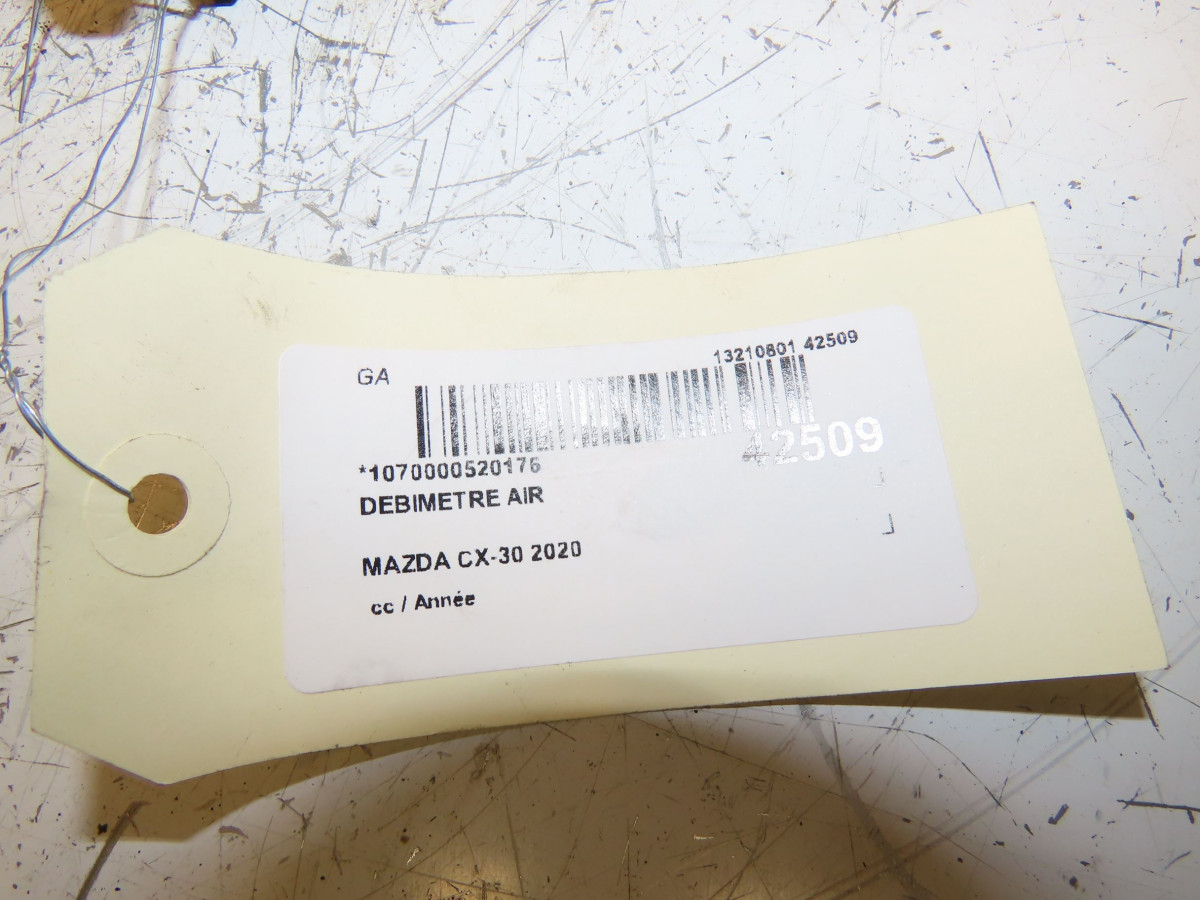 GA
13210801 42509
42509
*1070000520176
DEBIMETRE AIR
MAZDA CX-30 2020
cc / Année